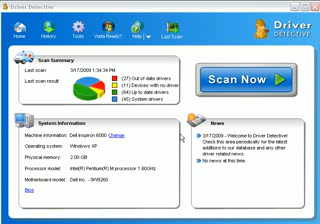 Drivers Detective
Home
History
Tools
Vista Ready?
Help
Last Scan
Driver
DETECTIVE
Scan Summary
Last scan: 3/17/2009 1:34:34 PM
Last scan result:
(27) Out of date drivers
(11) Devices with no driver
(64) Up to date drivers
(45) System drivers
Scan Now
System Information
Machine information: Dell Inspiron 6000 Change
Operating system: Windows XP
Physical memory: 2.00 GB
Processor model: Intel(R) Pentium(R) M processor 1.60GHz
Motherboard model: Dell Inc. -
Bios
News
3/17/2009 - Welcome to Driver Detective!
Check this area periodically for the latest
additions to our database and any other
driver related news.
No news at this time.